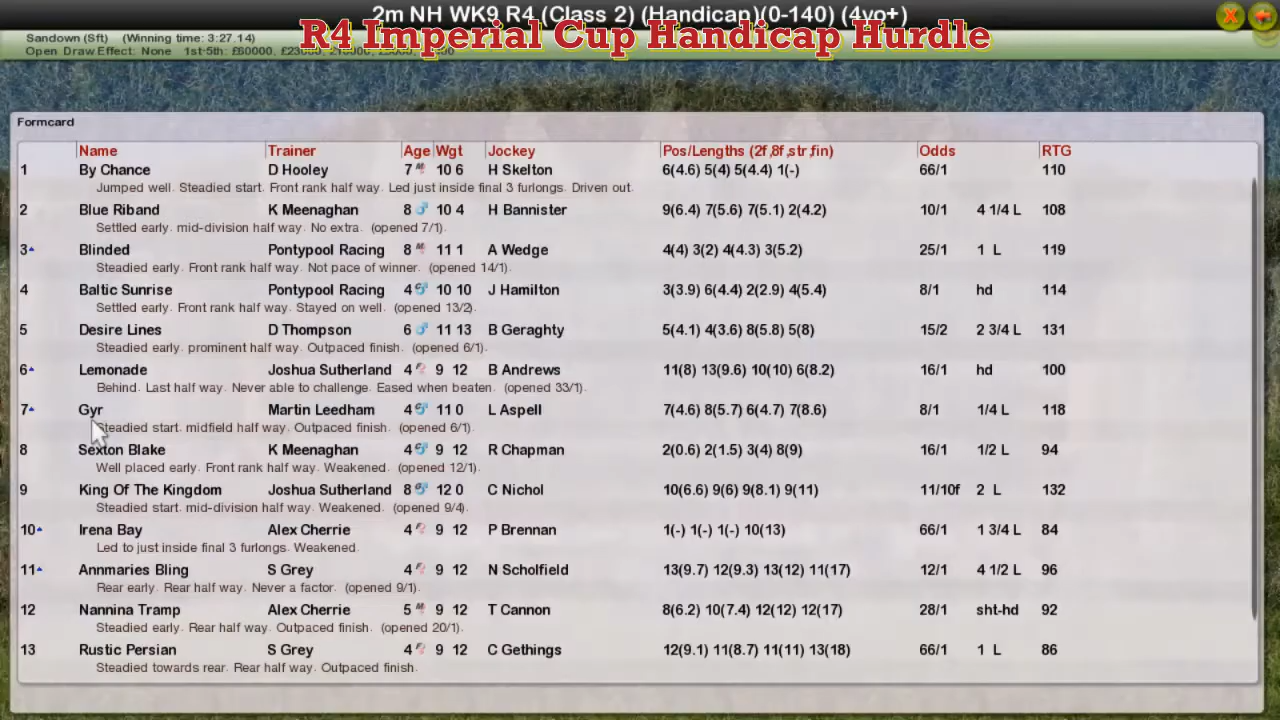 2m NH WK9 R4 (Class 2) (Handicap)(0-140) (4yo+)
R4 Imperial Cup Handicap Hurdle
Sandown (Sft) (Winning time: 3:27.14)
Open Draw Effect: None 1st-5th: £60000,
Formcard
Name Trainer Age Wgt Jockey Pos/Lengths (2f,8f,str,fin) Odds RTG
1 By Chance D Hooley 7 10 6 H Skelton 6(4.6) 5(4) 5(4.4) 1(-) 66/1 110
Jumped well. Steadied start. Front rank half way. Led just inside final 3 furlongs. Driven out.
2 Blue Riband K Meenaghan 8 10 4 H Bannister 9(6.4) 7(5.6) 7(5.1) 2(4.2) 10/1 4 1/4 L 108
Settled early. mid-division half way. No extra. (opened 7/1).
3 Blinded Pontypool Racing 8 11 1 A Wedge 4(4) 3(2) 4(4.3) 3(5.2) 25/1 1 L 119
Steadied early. Front rank half way. Not pace of winner. (opened 14/1).
4 Baltic Sunrise Pontypool Racing 4 10 10 J Hamilton 3(3.9) 6(4.4) 2(2.9) 4(5.4) 8/1 hd 114
Settled early. Front rank half way. Stayed on well. (opened 13/2).
5 Desire Lines D Thompson 6 11 13 B Geraghty 5(4.1) 4(3.6) 8(5.8) 5(8) 15/2 2 3/4 L 131
Steadied early. prominent half way. Outpaced finish. (opened 6/1).
6 Lemonade Joshua Sutherland 4 9 12 B Andrews 11(8) 13(9.6) 10(10) 6(8.2) 16/1 hd 100
Behind. Last half way. Never able to challenge. Eased when beaten. (opened 33/1).
7 Gyr Martin Leedham 4 11 0 L Aspell 7(4.6) 8(5.7) 6(4.7) 7(8.6) 8/1 1/4 L 118
Steadied start. midfield half way. Outpaced finish. (opened 6/1).
8 Sexton Blake K Meenaghan 4 9 12 R Chapman 2(0.6) 2(1.5) 3(4) 8(9) 16/1 1/2 L 94
Well placed early. Front rank half way. Weakened. (opened 12/1).
9 King Of The Kingdom Joshua Sutherland 8 12 0 C Nichol 10(6.6) 9(6) 9(8.1) 9(11) 11/10f 2 L 132
Steadied start. mid-division half way. Weakened. (opened 9/4).
10 Irena Bay Alex Cherrie 4 9 12 P Brennan 1(-) 1(-) 1(-) 10(13) 66/1 1 3/4 L 84
Led to just inside final 3 furlongs. Weakened.
11 Annmaries Bling S Grey 4 9 12 N Scholfield 13(9.7) 12(9.3) 13(12) 11(17) 12/1 4 1/2 L 96
Rear early. Rear half way. Never a factor. (opened 9/1).
12 Nannina Tramp Alex Cherrie 5 9 12 T Cannon 8(6.2) 10(7.4) 12(12) 12(17) 28/1 sht-hd 92
Steadied early. Rear half way. Outpaced finish. (opened 20/1).
13 Rustic Persian S Grey 4 9 12 C Gethings 12(9.1) 11(8.7) 11(11) 13(18) 66/1 1 L 86
Steadied towards rear. Rear half way. Outpaced finish.